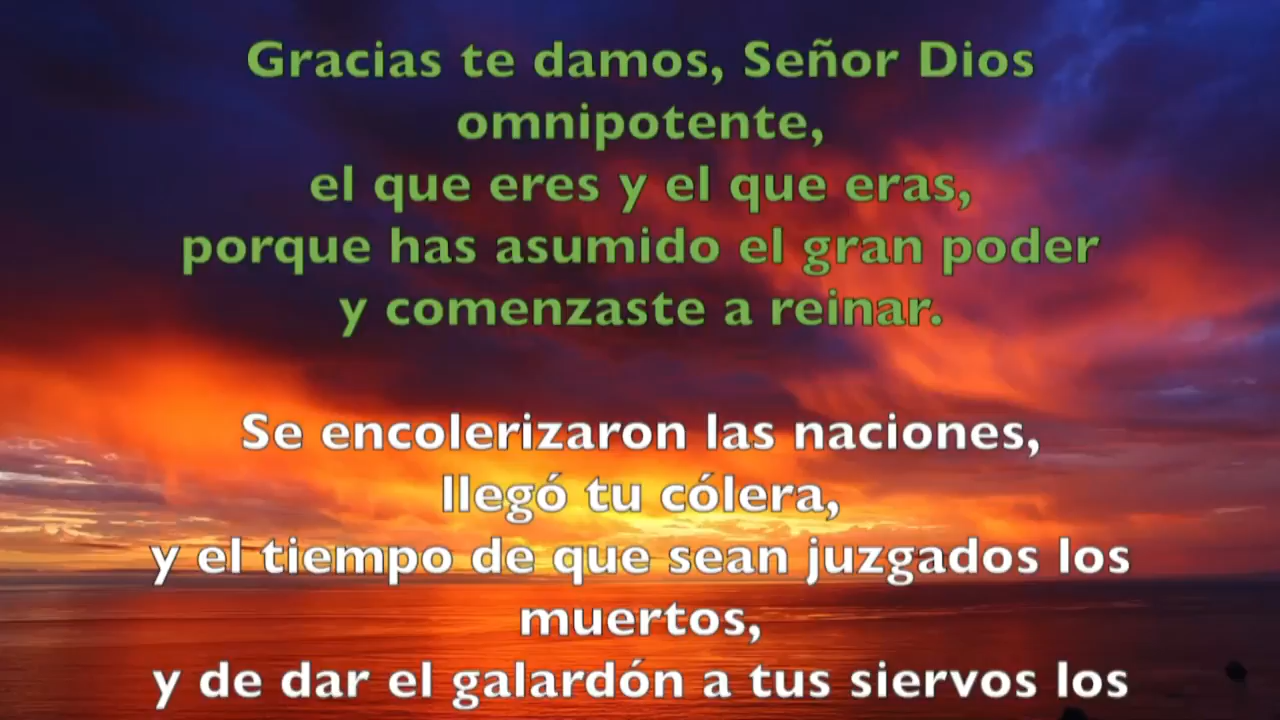 Gracias te damos, Señor Dios
omnipotente,
el que eres y el que eras,
porque has asumido el gran poder
y comenzaste a reinar.
Se encolerizaron las naciones,
llegó tu cólera,
y el tiempo de que sean juzgados los
muertos,
y de dar el galardón a tus siervos los